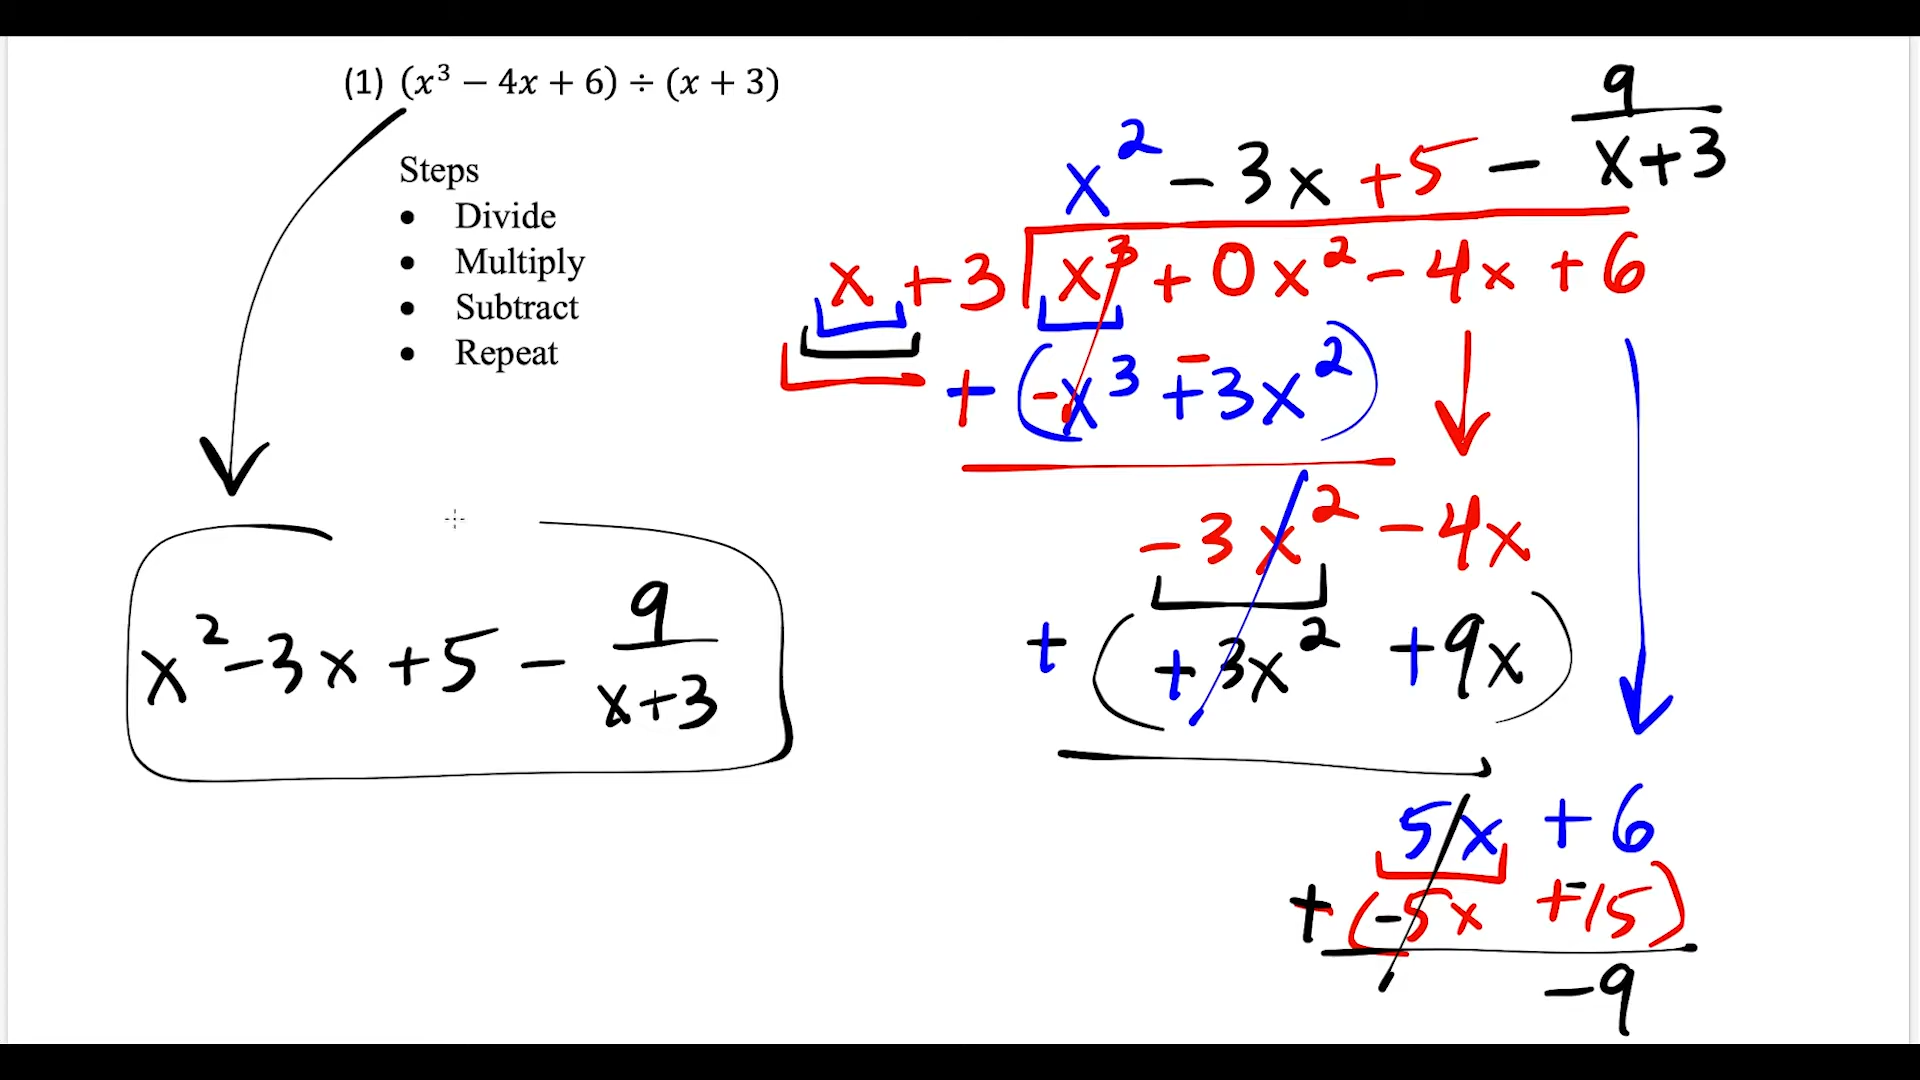 (1) (x³ − 4x + 6) ÷ (x + 3)
Steps
• Divide
• Multiply
• Subtract
• Repeat
x² − 3x + 5 − 9/(x+3)
x² − 3x + 5 − 9/(x+3)
x + 3 x³ + 0x² − 4x + 6
+ (−x³ +− 3x²)
−3x² − 4x
+ (+3x² + 9x)
5x + 6
+ (−5x +− 15)
−9